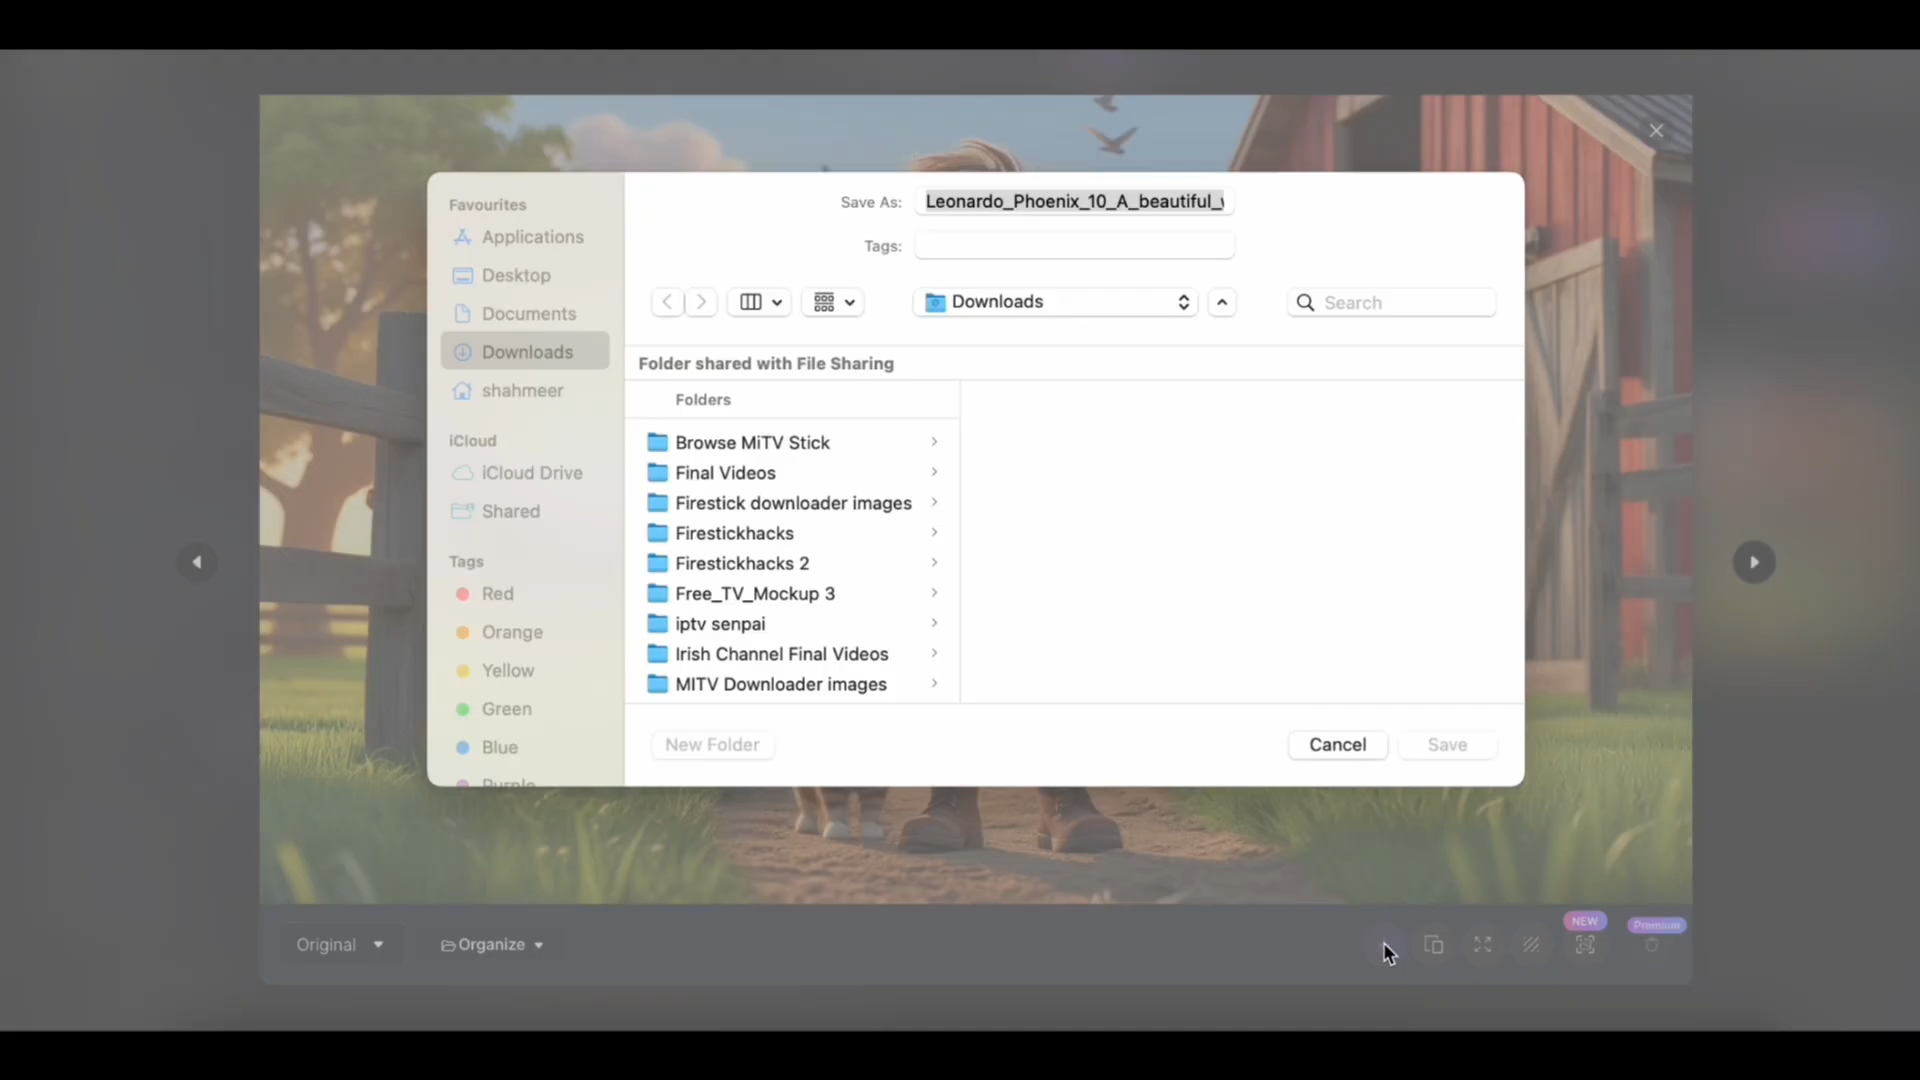 Favourites
Applications
Desktop
Documents
Downloads
shahmeer
iCloud
iCloud Drive
Shared
Tags
Red
Orange
Yellow
Green
Blue
Purple
Save As: Leonardo_Phoenix_10_A_beautiful_
Tags:
Downloads
Search
Folder shared with File Sharing
Folders
Browse MiTV Stick
Final Videos
Firestick downloader images
Firestickhacks
Firestickhacks 2
Free_TV_Mockup 3
iptv senpai
Irish Channel Final Videos
MITV Downloader images
New Folder
Cancel
Save
Original
Organize
NEW
Premium